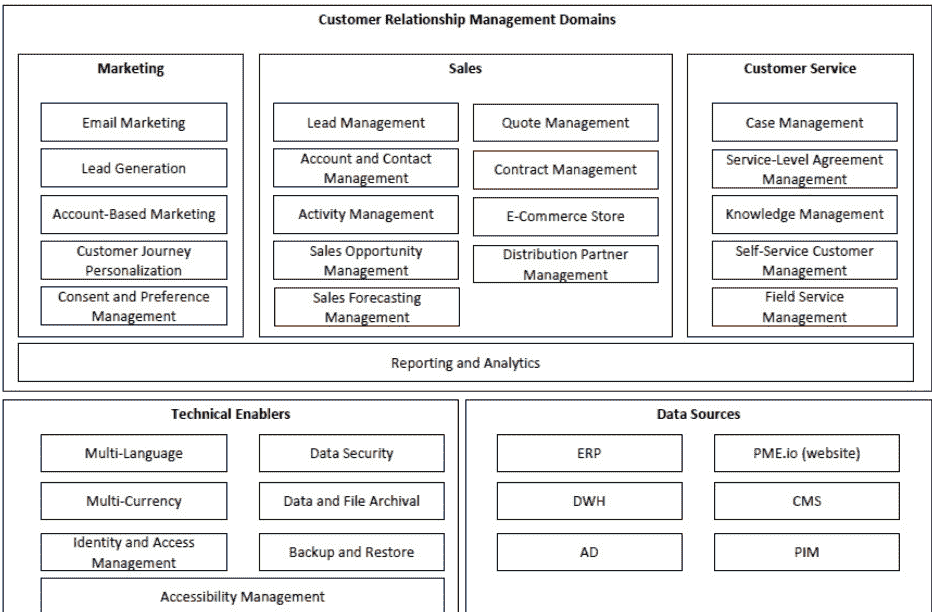 Customer Relationship Management Domains
Marketing
Email Marketing
Lead Generation
Account-Based Marketing
Customer Journey
Personalization
Consent and Preference
Management
Sales
Lead Management
Account and Contact
Management
Activity Management
Sales Opportunity
Management
Sales Forecasting
Management
Quote Management
Contract Management
E-Commerce Store
Distribution Partner
Management
Customer Service
Case Management
Service-Level Agreement
Management
Knowledge Management
Self-Service Customer
Management
Field Service
Management
Reporting and Analytics
Technical Enablers
Multi-Language
Multi-Currency
Identity and Access
Management
Data Security
Data and File Archival
Backup and Restore
Accessibility Management
Data Sources
ERP
DWH
AD
PME.io (website)
CMS
PIM